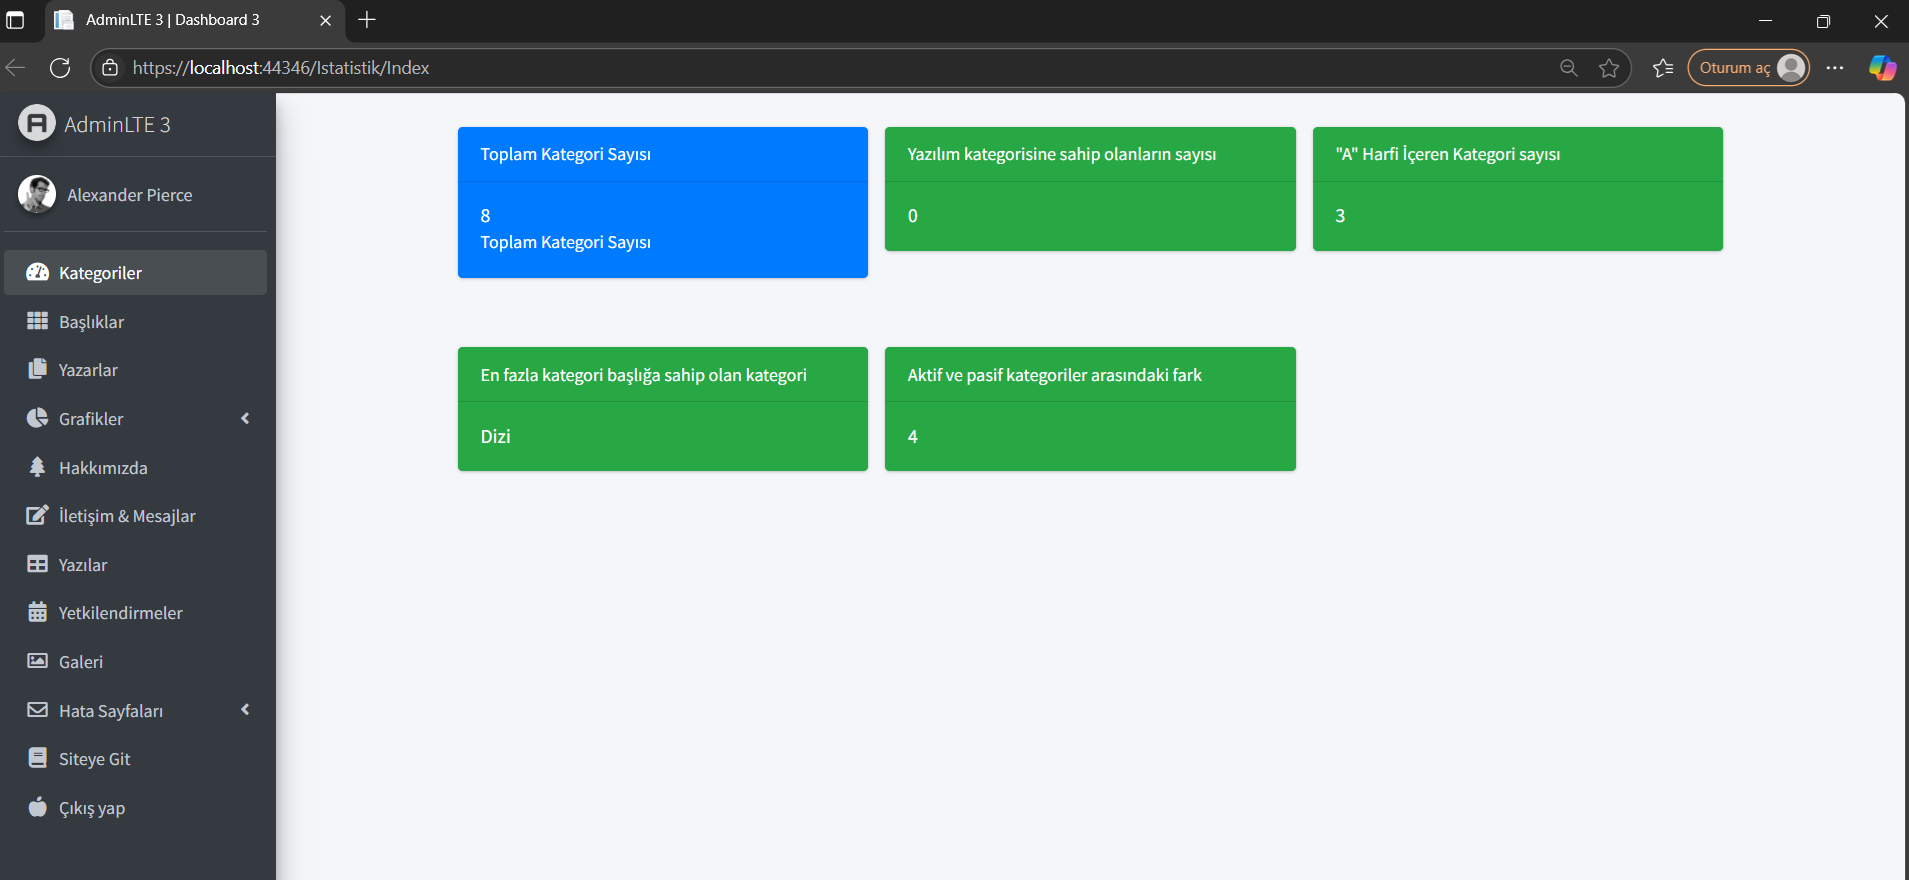 AdminLTE 3 | Dashboard 3
https://localhost:44346/Istatistik/Index
Oturum aç
AdminLTE 3
Alexander Pierce
Kategoriler
Başlıklar
Yazarlar
Grafikler
Hakkımızda
İletişim & Mesajlar
Yazılar
Yetkilendirmeler
Galeri
Hata Sayfaları
Siteye Git
Çıkış yap
Toplam Kategori Sayısı
8
Toplam Kategori Sayısı
Yazılım kategorisine sahip olanların sayısı
0
"A" Harfi İçeren Kategori sayısı
3
En fazla kategori başlığa sahip olan kategori
Dizi
Aktif ve pasif kategoriler arasındaki fark
4